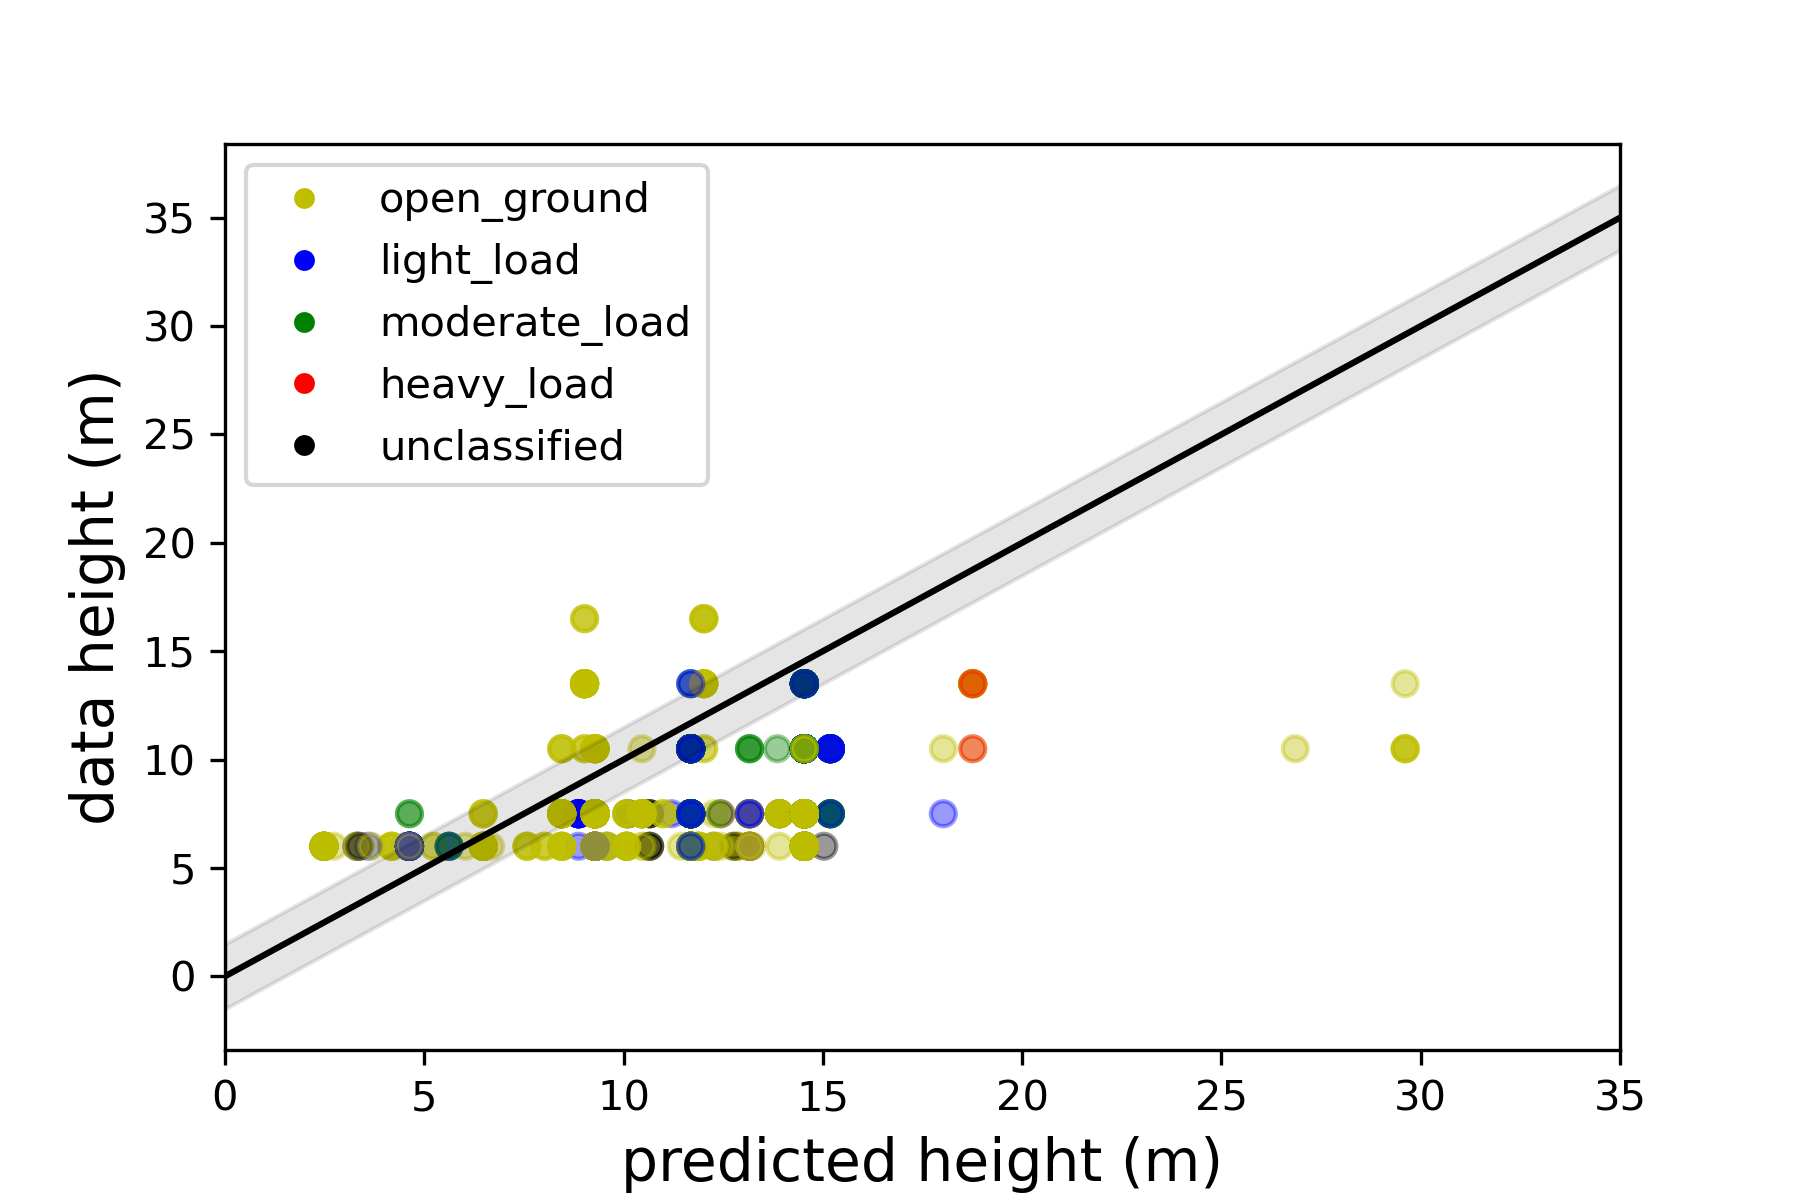 open_ground
light_load
moderate_load
heavy_load
unclassified
data height (m)
35
30
25
20
15
10
5
0
0 5 10 15 20 25 30 35
predicted height (m)